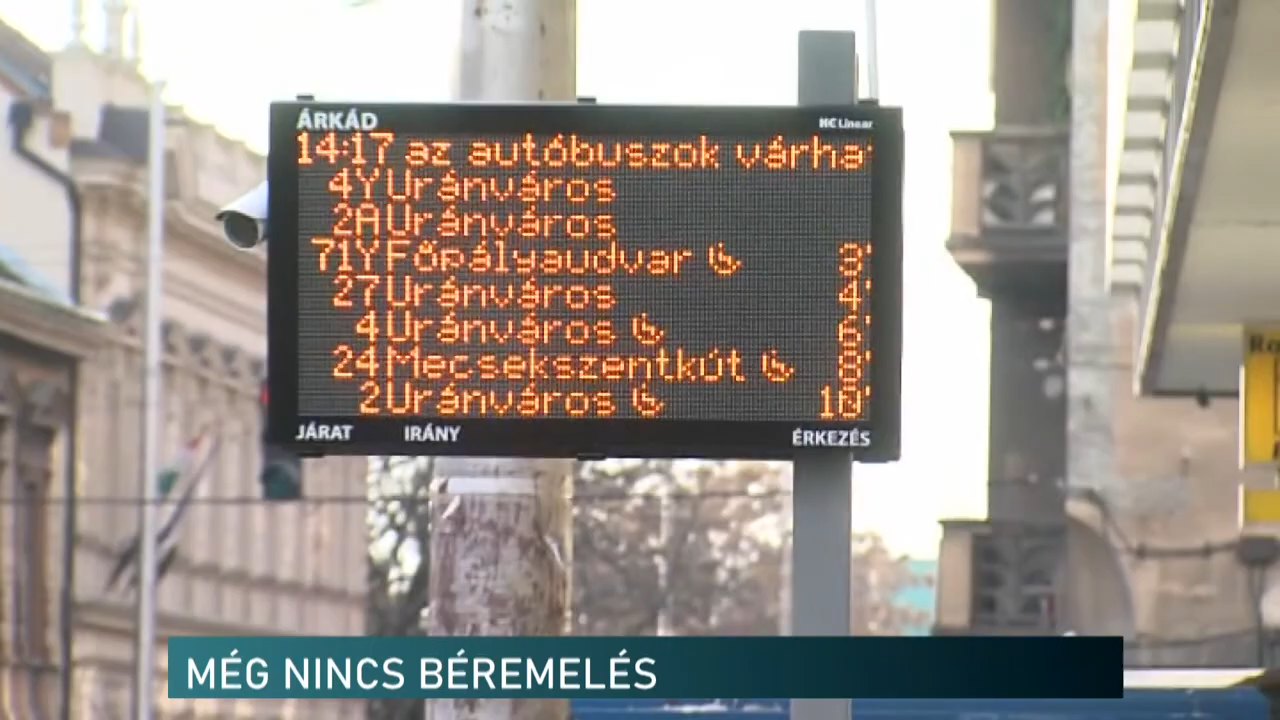 ÁRKÁD
HC Linear
14:17 az autóbuszok várha
4Y Uránváros
2A Uránváros
71Y Főpályaudvar 3'
27 Uránváros 4'
4 Uránváros 6'
24 Mecsekszentkút 8'
2 Uránváros 10'
JÁRAT IRÁNY ÉRKEZÉS
MÉG NINCS BÉREMELÉS